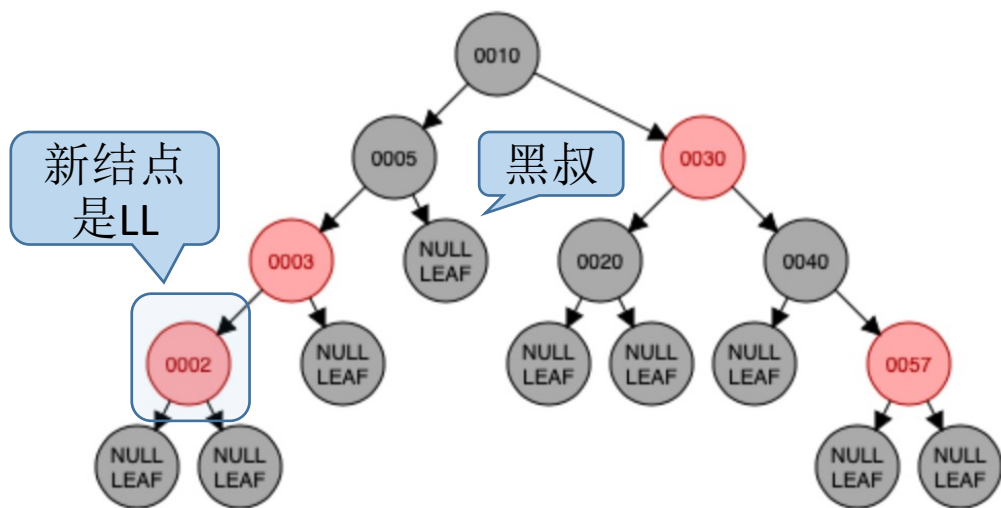 0010
0005
0030
新结点
是LL
黑叔
0003
NULL
LEAF
0020
0040
0002
NULL
LEAF
NULL
LEAF
NULL
LEAF
NULL
LEAF
0057
NULL
LEAF
NULL
LEAF
NULL
LEAF
NULL
LEAF